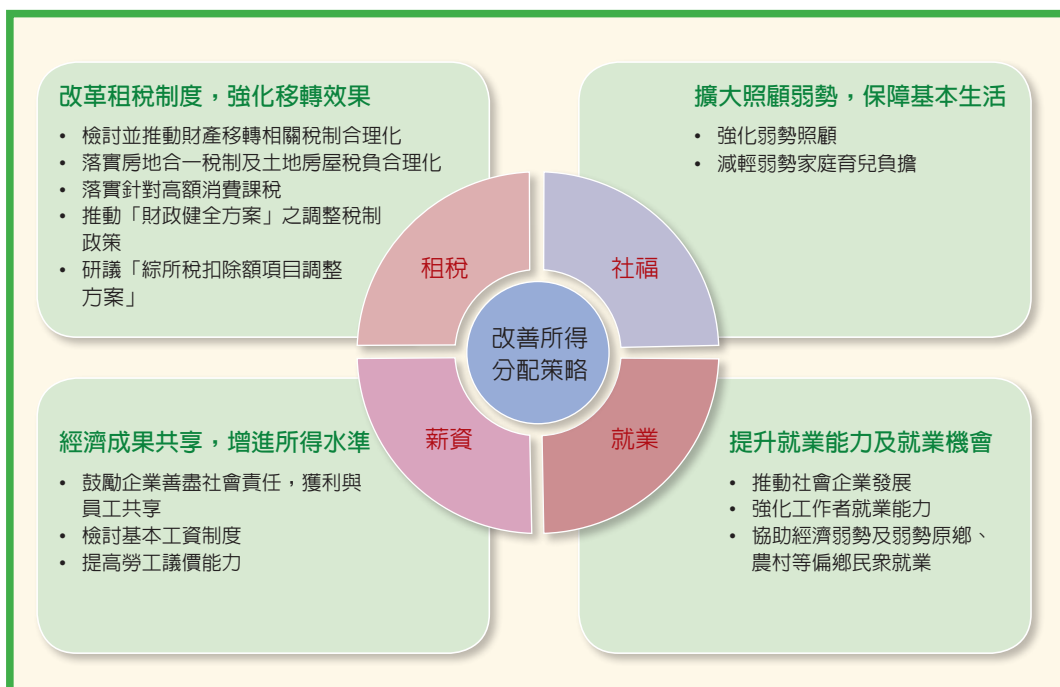 改革租稅制度，強化移轉效果
• 檢討並推動財產移轉相關稅制合理化
• 落實房地合一稅制及土地房屋稅負合理化
• 落實針對高額消費課稅
• 推動「財政健全方案」之調整稅制
政策
• 研議「綜所稅扣除額項目調整
方案」
擴大照顧弱勢，保障基本生活
• 強化弱勢照顧
• 減輕弱勢家庭育兒負擔
租稅
社福
改善所得
分配策略
薪資
就業
經濟成果共享，增進所得水準
• 鼓勵企業善盡社會責任，獲利與
員工共享
• 檢討基本工資制度
• 提高勞工議價能力
提升就業能力及就業機會
• 推動社會企業發展
• 強化工作者就業能力
• 協助經濟弱勢及弱勢原鄉、
農村等偏鄉民眾就業